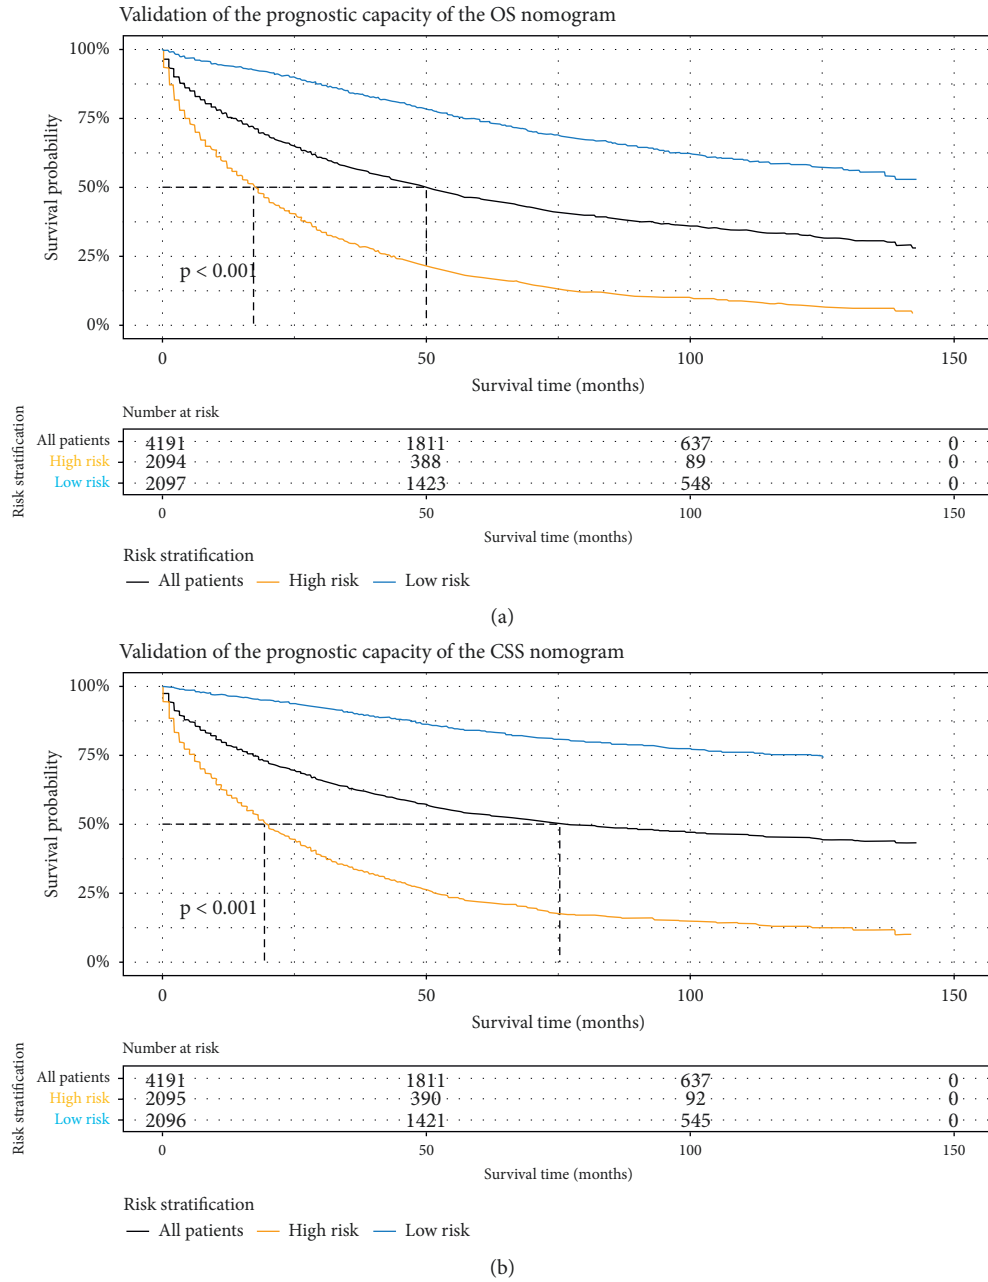 Validation of the prognostic capacity of the OS nomogram
100%
75%
50%
25%
0%
Survival probability
p < 0.001
0 50 100 150
Survival time (months)
Number at risk
Risk stratification
All patients 4191 1811 637 0
High risk 2094 388 89 0
Low risk 2097 1423 548 0
0 50 100 150
Survival time (months)
Risk stratification
All patients High risk Low risk
(a)
Validation of the prognostic capacity of the CSS nomogram
100%
75%
50%
25%
0%
Survival probability
p < 0.001
0 50 100 150
Survival time (months)
Number at risk
Risk stratification
All patients 4191 1811 637 0
High risk 2095 390 92 0
Low risk 2096 1421 545 0
0 50 100 150
Survival time (months)
Risk stratification
All patients High risk Low risk
(b)